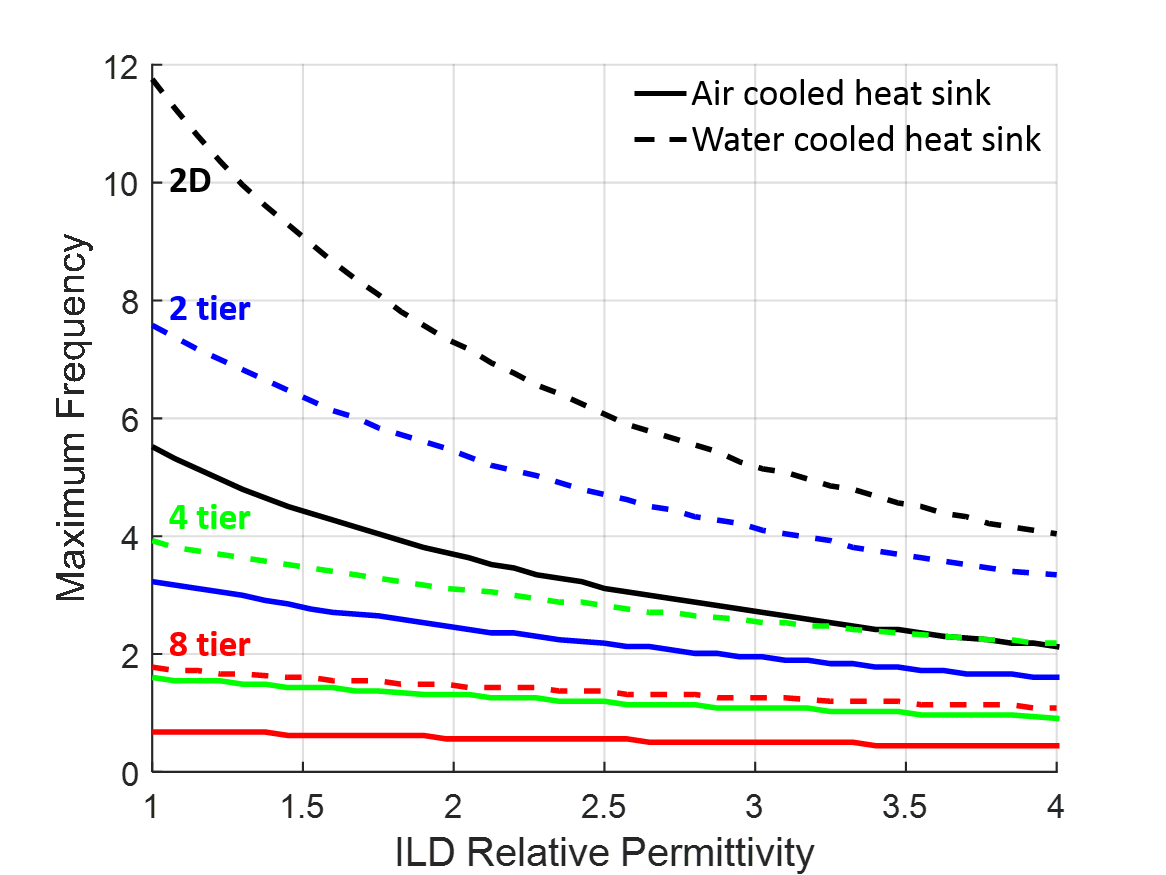 Air cooled heat sink
Water cooled heat sink
2D
2 tier
4 tier
8 tier
Maximum Frequency
12
10
8
6
4
2
0
1
1.5
2
2.5
3
3.5
4
ILD Relative Permittivity